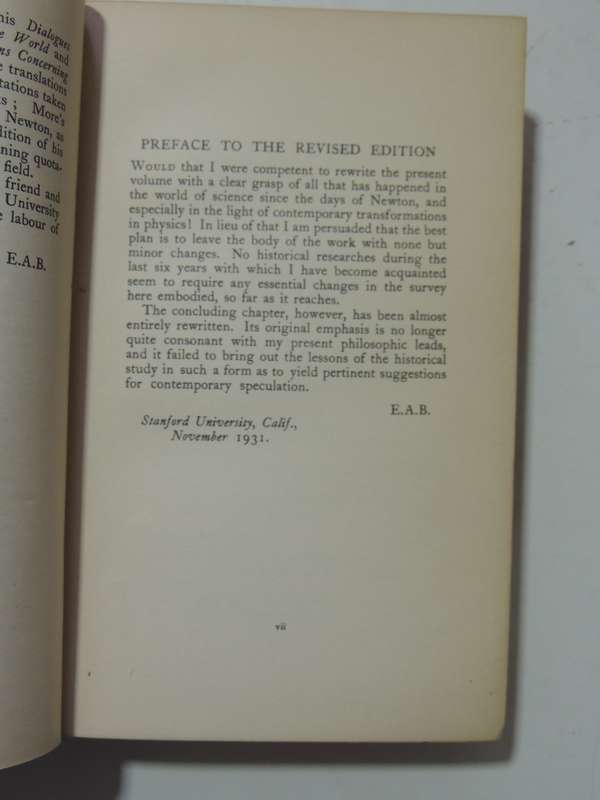 his Dialogues
e World and
ns Concerning
e translations
tations taken
s ; More's
Newton, as
lition of his
ning quota-
field.
friend and
University
e labour of
E.A.B.
PREFACE TO THE REVISED EDITION
WOULD that I were competent to rewrite the present
volume with a clear grasp of all that has happened in
the world of science since the days of Newton, and
especially in the light of contemporary transformations
in physics! In lieu of that I am persuaded that the best
plan is to leave the body of the work with none but
minor changes. No historical researches during the
last six years with which I have become acquainted
seem to require any essential changes in the survey
here embodied, so far as it reaches.
The concluding chapter, however, has been almost
entirely rewritten. Its original emphasis is no longer
quite consonant with my present philosophic leads,
and it failed to bring out the lessons of the historical
study in such a form as to yield pertinent suggestions
for contemporary speculation.
E.A.B.
Stanford University, Calif.,
November 1931.
vii